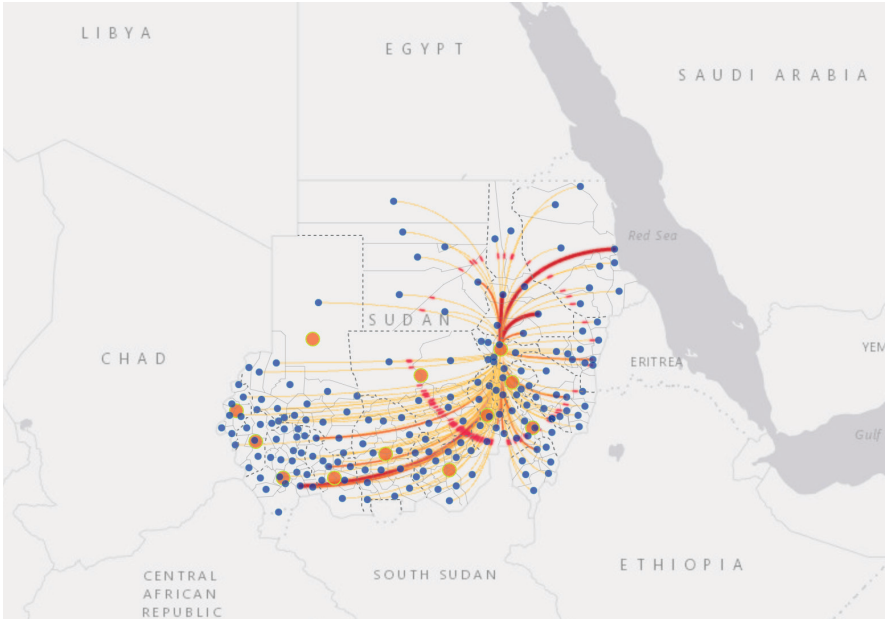 LIBYA
EGYPT
SAUDI ARABIA
Red Sea
SUDAN
CHAD
ERITREA
YEM
Gulf
ETHIOPIA
SOUTH SUDAN
CENTRAL
AFRICAN
REPUBLIC